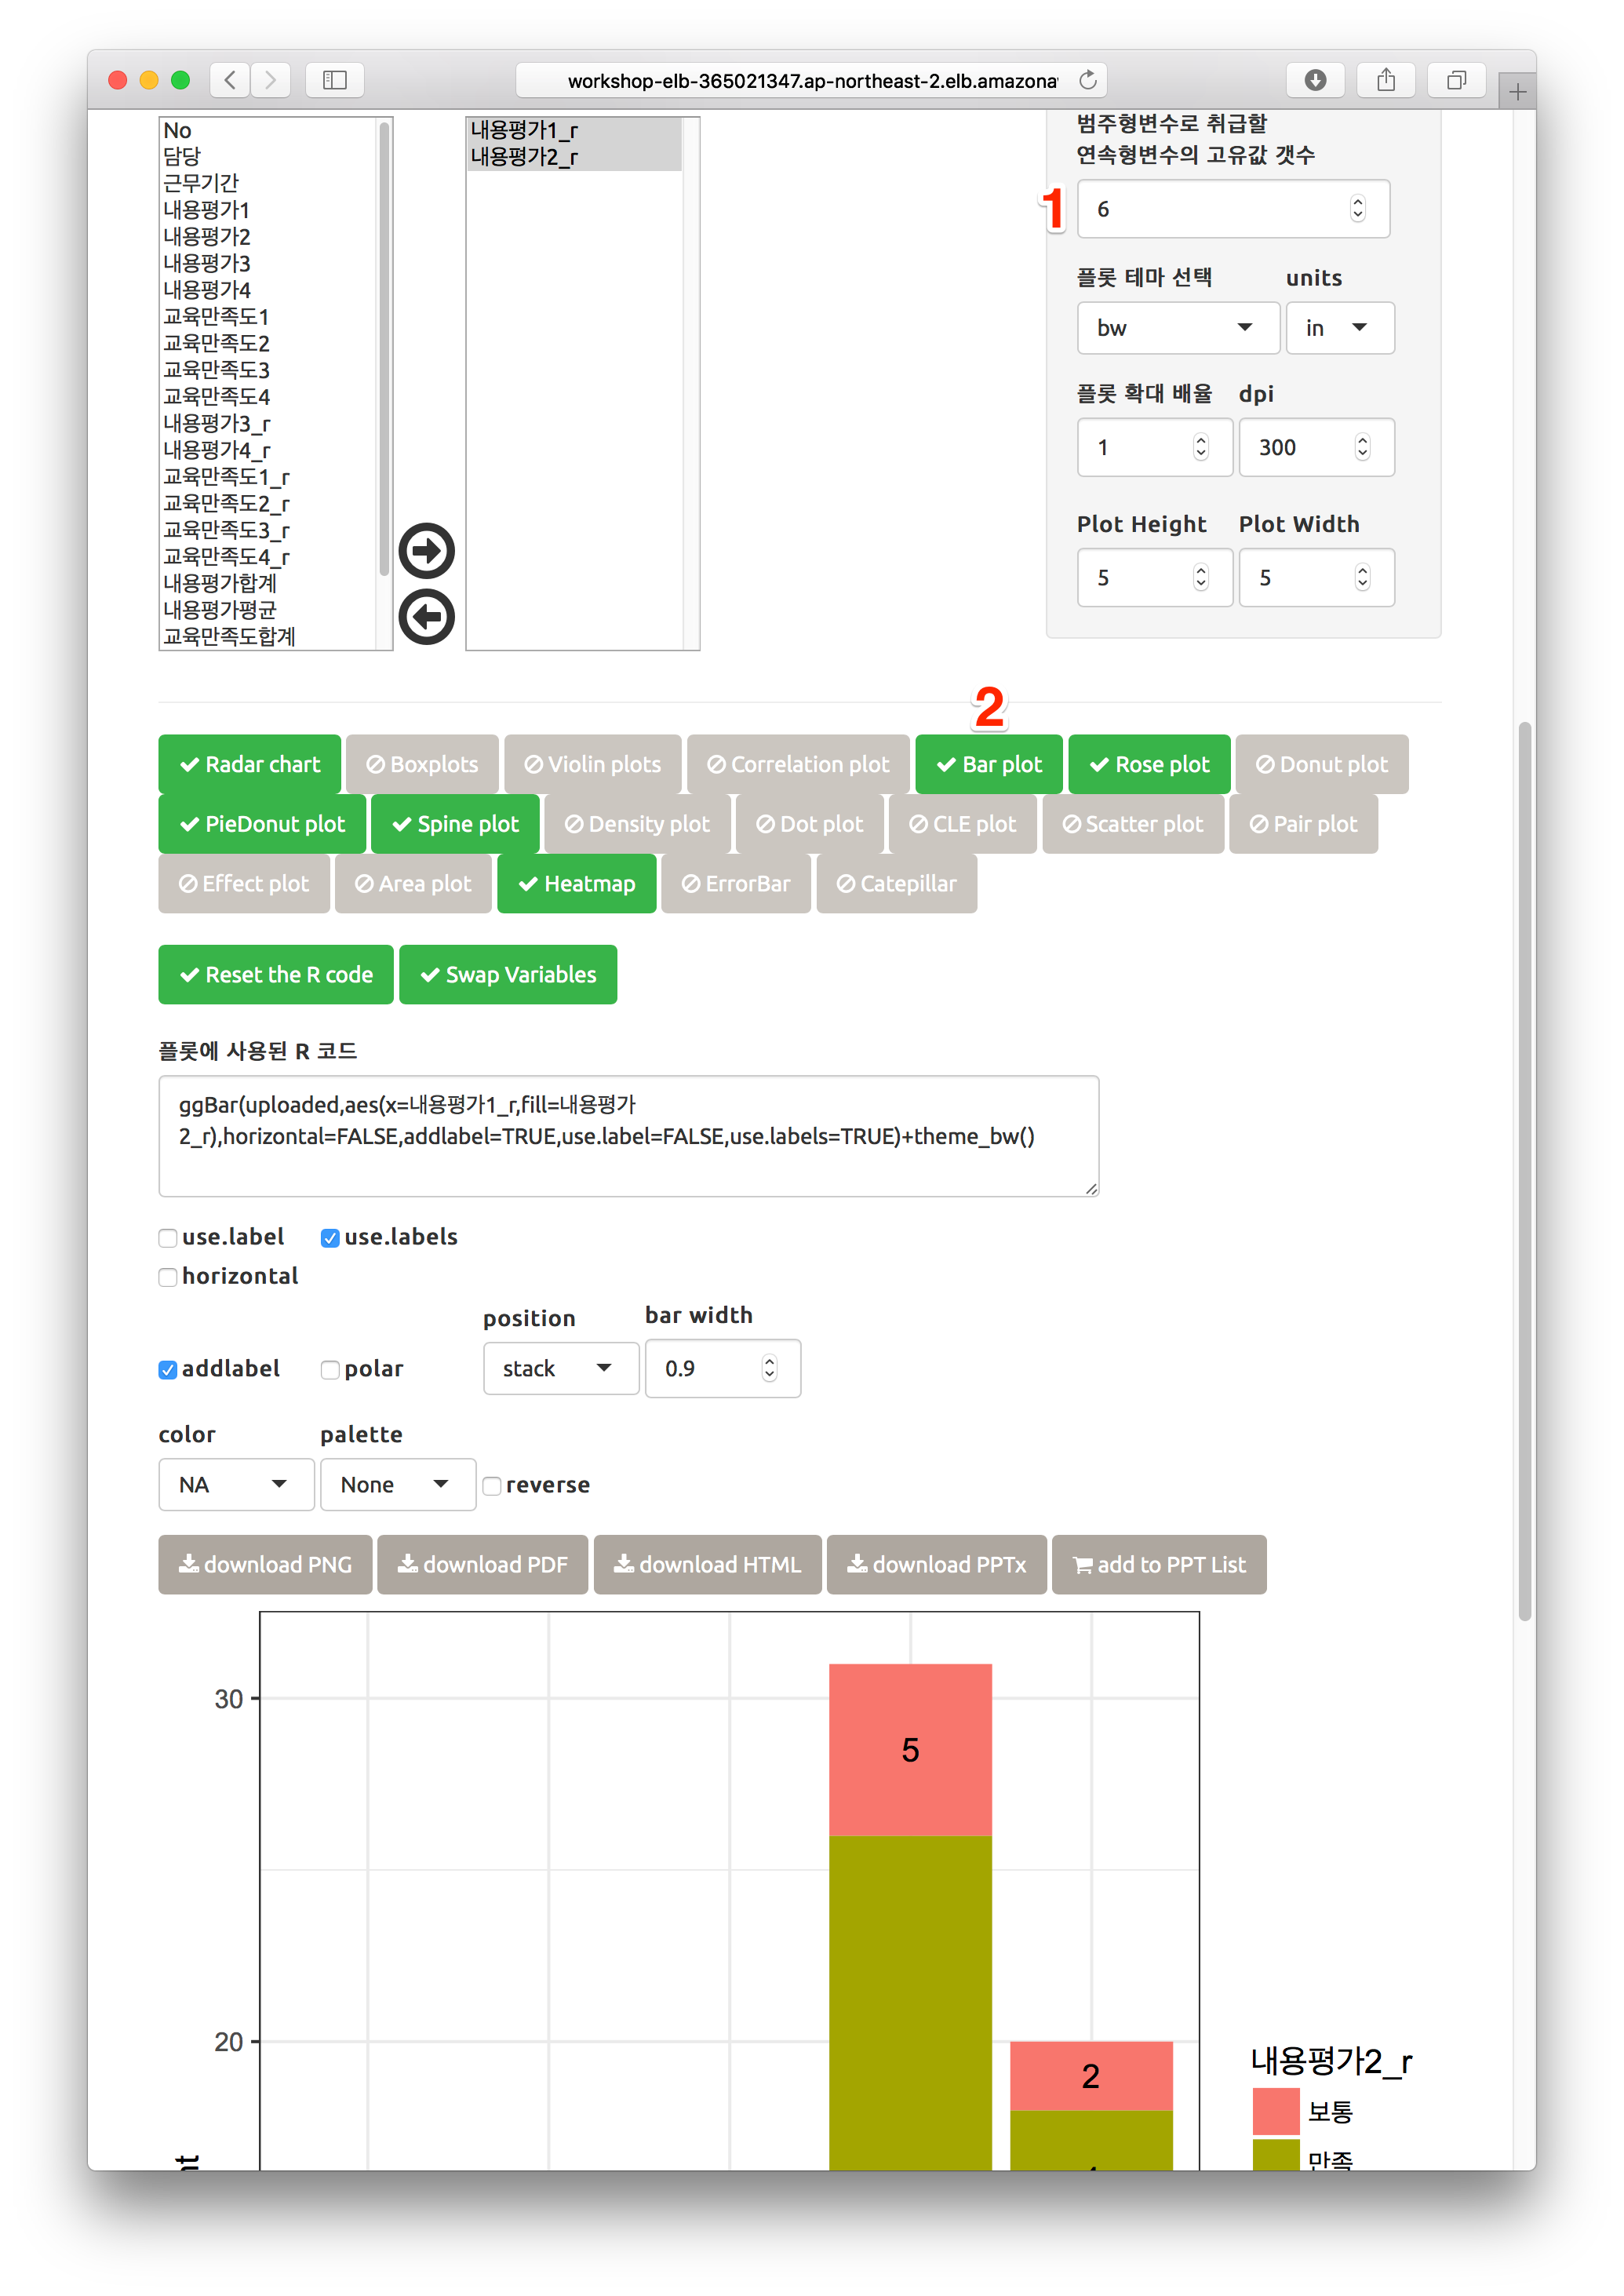 workshop-elb-365021347.ap-northeast-2.elb.amazona
No
담당
근무기간
내용평가1
내용평가2
내용평가3
내용평가4
교육만족도1
교육만족도2
교육만족도3
교육만족도4
내용평가3_r
내용평가4_r
교육만족도1_r
교육만족도2_r
교육만족도3_r
교육만족도4_r
내용평가합계
내용평가평균
교육만족도합계
내용평가1_r
내용평가2_r
범주형변수로 취급할
연속형변수의 고유값 갯수
1
6
플롯 테마 선택 units
bw in
플롯 확대 배율 dpi
1 300
Plot Height Plot Width
5 5
2
Radar chart Boxplots Violin plots Correlation plot Bar plot Rose plot Donut plot
PieDonut plot Spine plot Density plot Dot plot CLE plot Scatter plot Pair plot
Effect plot Area plot Heatmap ErrorBar Catepillar
Reset the R code Swap Variables
플롯에 사용된 R 코드
ggBar(uploaded,aes(x=내용평가1_r,fill=내용평가
2_r),horizontal=FALSE,addlabel=TRUE,use.label=FALSE,use.labels=TRUE)+theme_bw()
use.label use.labels
horizontal
position bar width
addlabel polar stack 0.9
color palette
NA None reverse
download PNG download PDF download HTML download PPTx add to PPT List
30
5
20
2
내용평가2_r
보통
만족